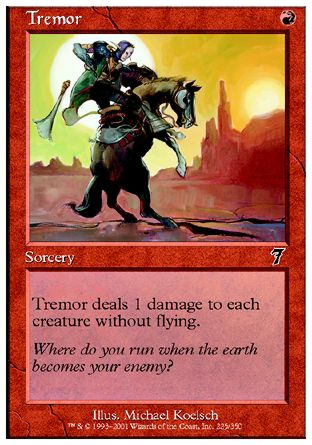 Tremor
Sorcery
7
Tremor deals 1 damage to each
creature without flying.
Where do you run when the earth
becomes your enemy?
Illus. Michael Koelsch
™ & © 1993-2001 Wizards of the Coast, Inc. 225/350